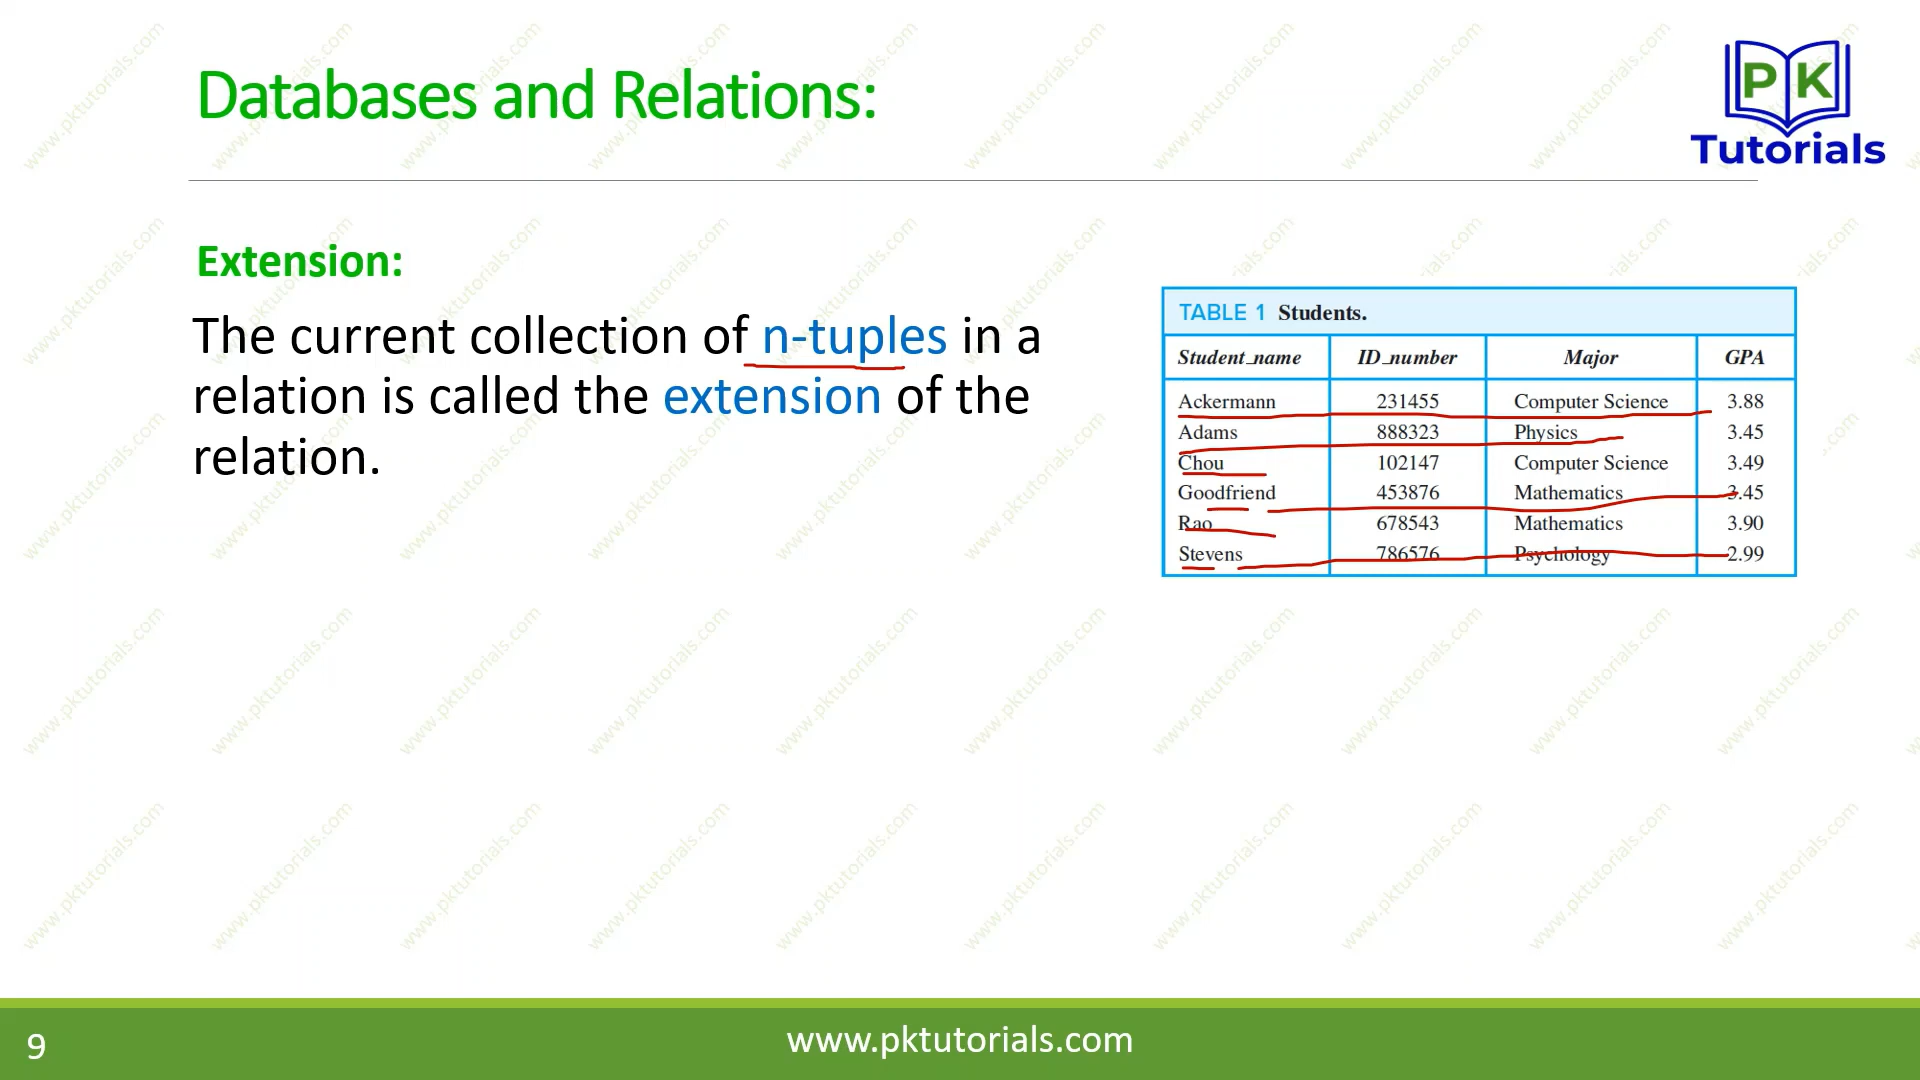 Databases and Relations:
PK
Tutorials
Extension:
The current collection of n-tuples in a
relation is called the extension of the
relation.
TABLE 1 Students.
Student_name ID_number Major GPA
Ackermann 231455 Computer Science 3.88
Adams 888323 Physics 3.45
Chou 102147 Computer Science 3.49
Goodfriend 453876 Mathematics 3.45
Rao 678543 Mathematics 3.90
Stevens 786576 Psychology 2.99
9
www.pktutorials.com